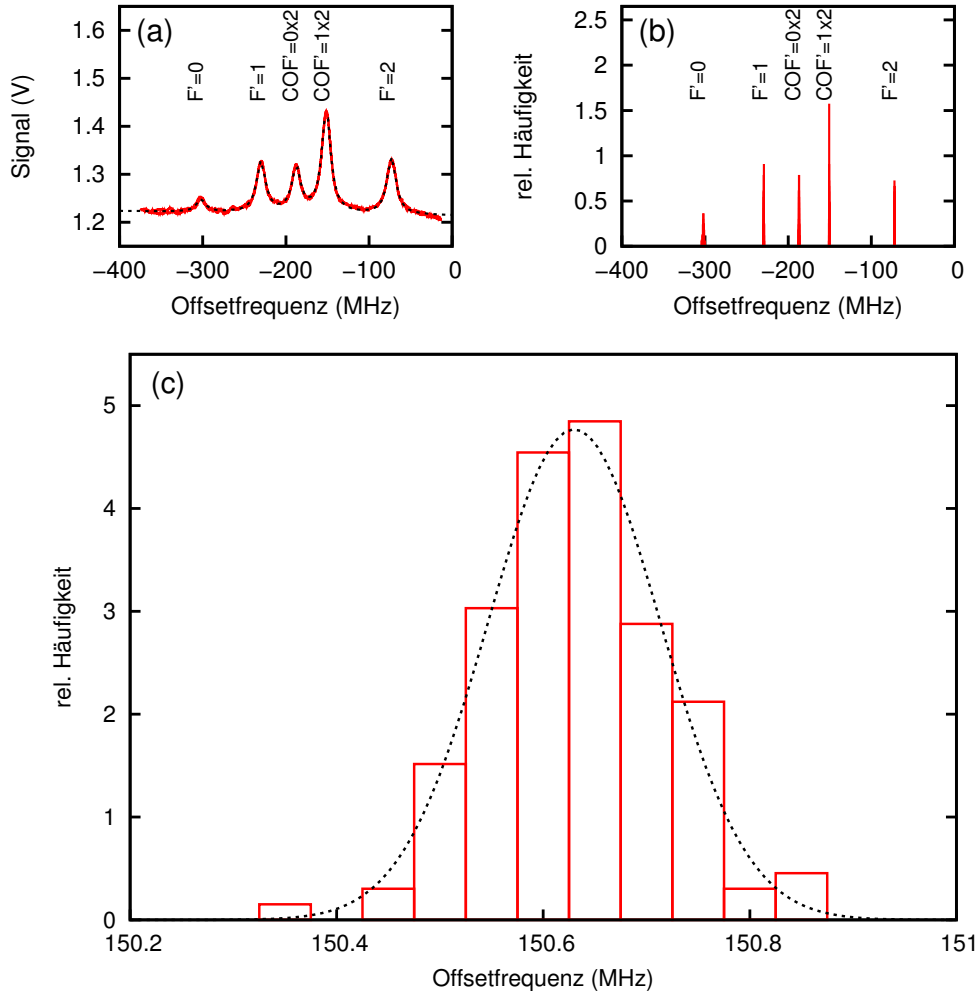 (a)
1.6
1.5
1.4
1.3
1.2
Signal (V)
F'=0
F'=1
COF'=0x2
COF'=1x2
F'=2
−400 −300 −200 −100 0
Offsetfrequenz (MHz)
(b)
2.5
2
1.5
1
0.5
0
rel. Häufigkeit
F'=0
F'=1
COF'=0x2
COF'=1x2
F'=2
−400 −300 −200 −100 0
Offsetfrequenz (MHz)
(c)
5
4
3
2
1
0
rel. Häufigkeit
150.2 150.4 150.6 150.8 151
Offsetfrequenz (MHz)